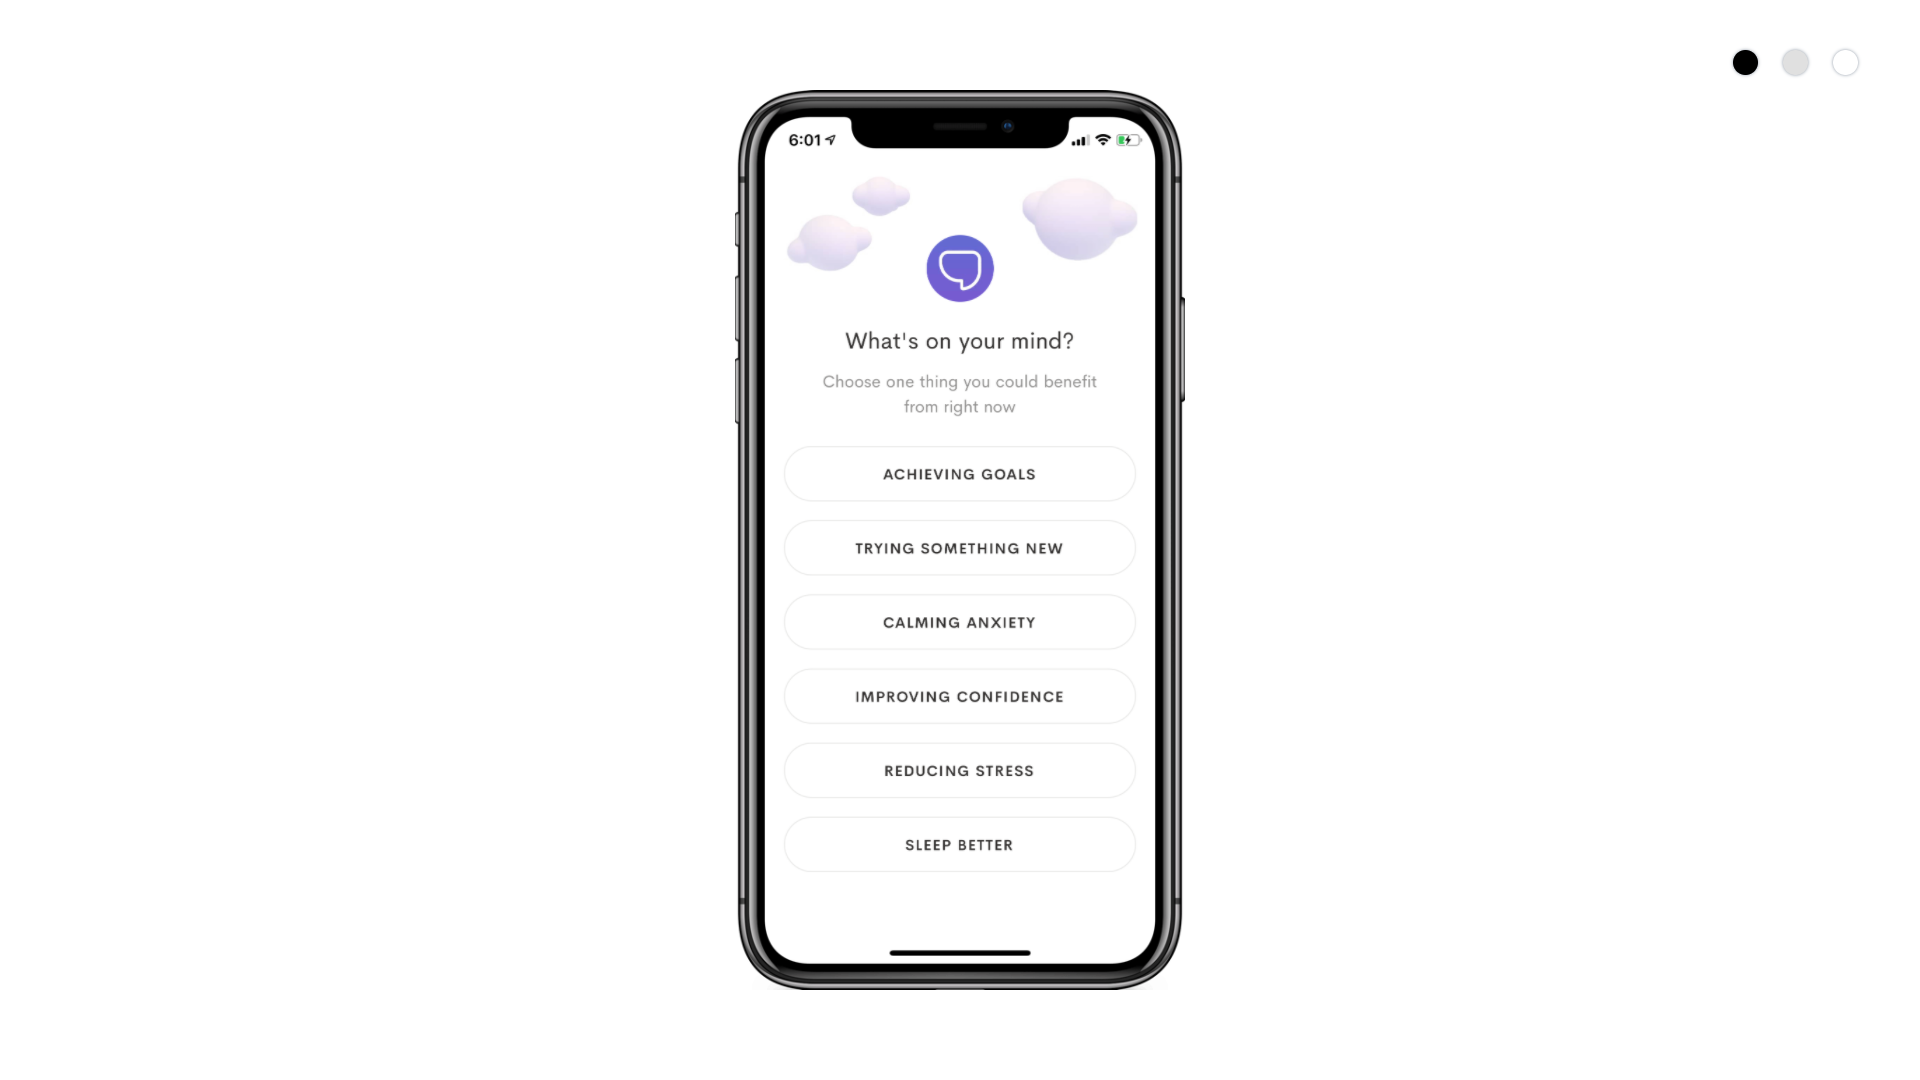 6:01
What's on your mind?
Choose one thing you could benefit
from right now
ACHIEVING GOALS
TRYING SOMETHING NEW
CALMING ANXIETY
IMPROVING CONFIDENCE
REDUCING STRESS
SLEEP BETTER